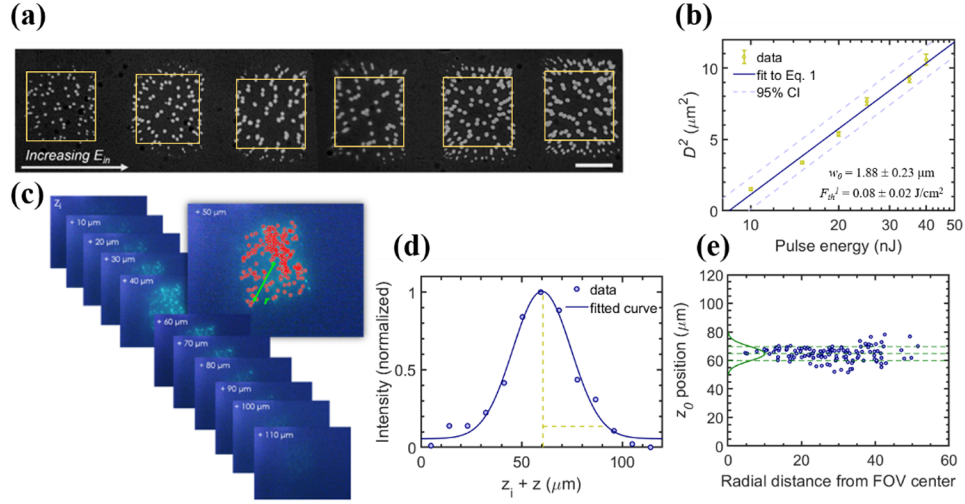 (a)
Increasing E_in
(b)
D² (μm²)
10
5
0
data
fit to Eq. 1
95% CI
w₀ = 1.88 ± 0.23 μm
F_th¹ = 0.08 ± 0.02 J/cm²
10 20 30 40 50
Pulse energy (nJ)
(c)
Z_i
+ 10 μm
+ 20 μm
+ 30 μm
+ 40 μm
+ 50 μm
r
+ 60 μm
+ 70 μm
+ 80 μm
+ 90 μm
+ 100 μm
+ 110 μm
(d)
Intensity (normalized)
1
0.5
0
data
fitted curve
0 50 100
z_i + z (μm)
(e)
z₀ position (μm)
120
100
80
60
40
20
0
0 20 40 60
Radial distance from FOV center